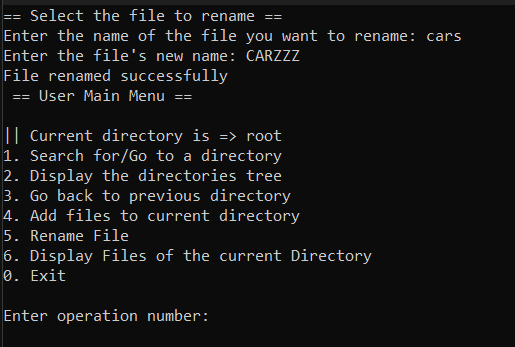 == Select the file to rename ==
Enter the name of the file you want to rename: cars
Enter the file's new name: CARZZZ
File renamed successfully
== User Main Menu ==
|| Current directory is => root
1. Search for/Go to a directory
2. Display the directories tree
3. Go back to previous directory
4. Add files to current directory
5. Rename File
6. Display Files of the current Directory
0. Exit
Enter operation number: